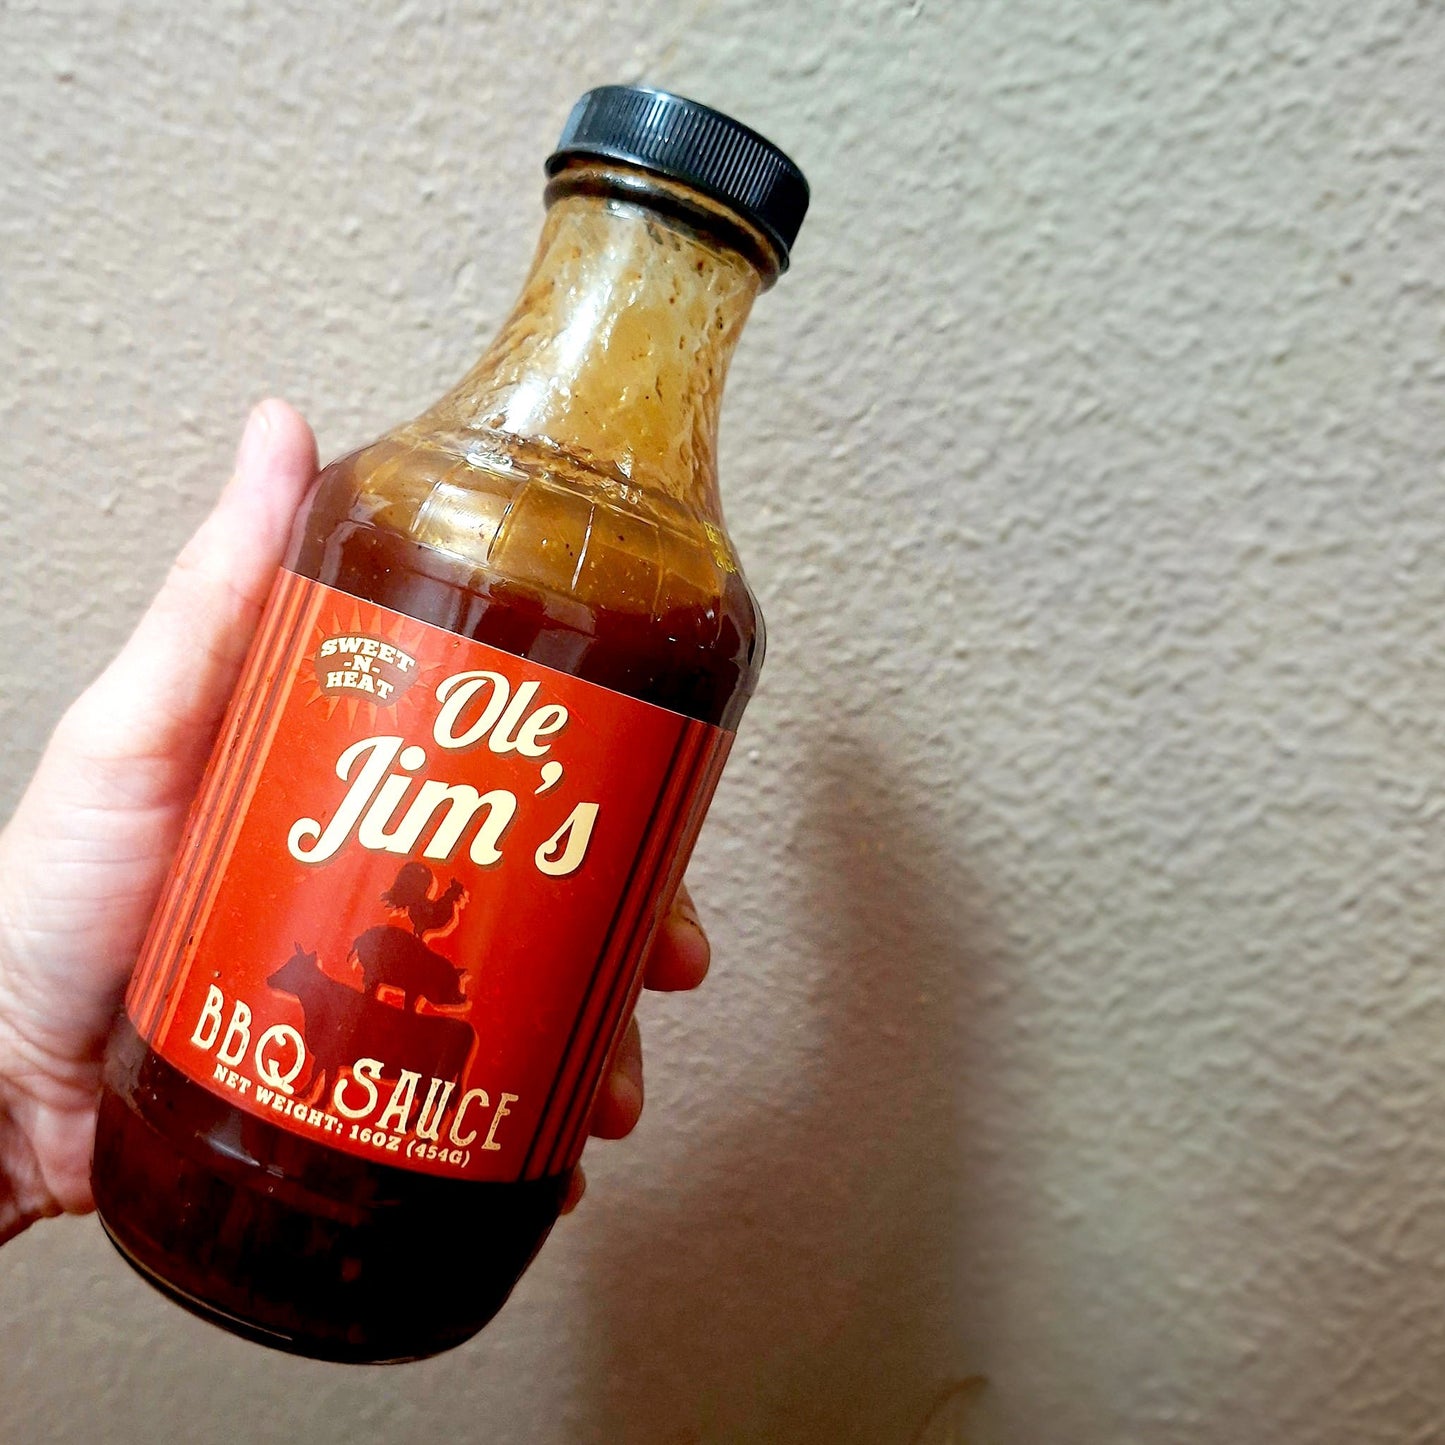 SWEET
-N-
HEAT
Ole
Jim's
BBQ SAUCE
NET WEIGHT: 16OZ (454G)